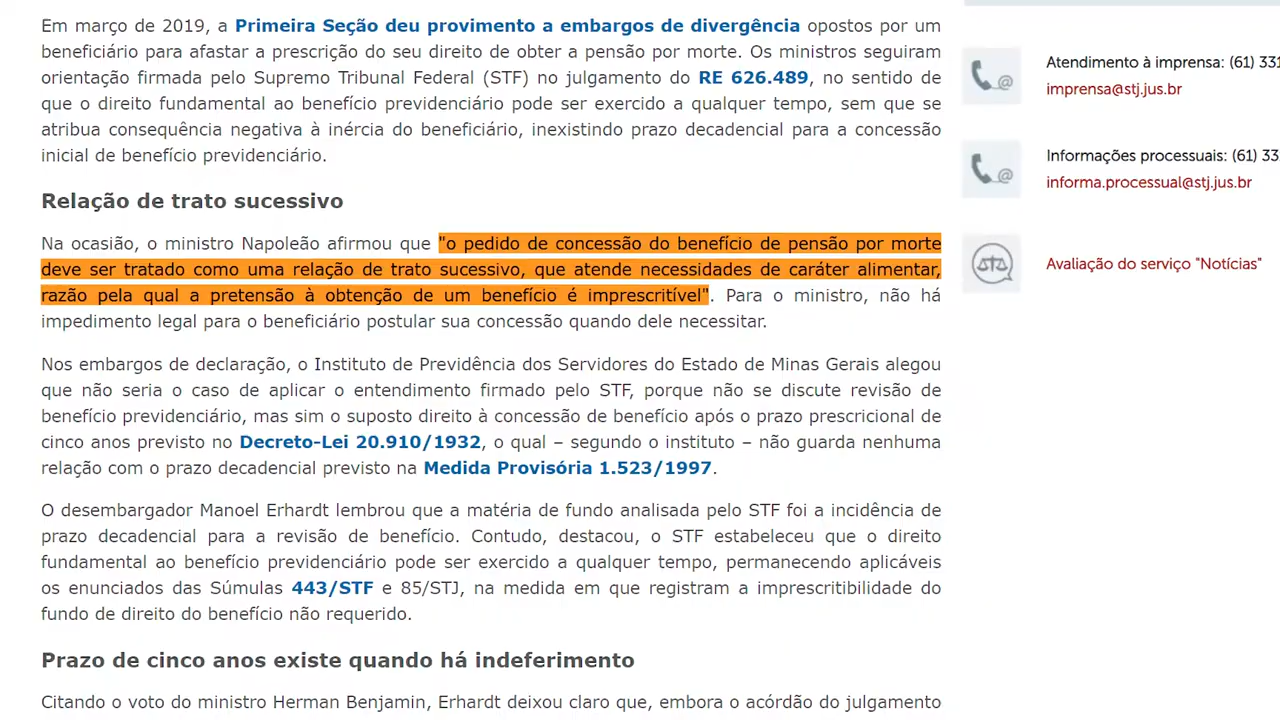 Em março de 2019, a Primeira Seção deu provimento a embargos de divergência opostos por um
beneficiário para afastar a prescrição do seu direito de obter a pensão por morte. Os ministros seguiram
orientação firmada pelo Supremo Tribunal Federal (STF) no julgamento do RE 626.489, no sentido de
que o direito fundamental ao benefício previdenciário pode ser exercido a qualquer tempo, sem que se
atribua consequência negativa à inércia do beneficiário, inexistindo prazo decadencial para a concessão
inicial de benefício previdenciário.
Relação de trato sucessivo
Na ocasião, o ministro Napoleão afirmou que "o pedido de concessão do benefício de pensão por morte
deve ser tratado como uma relação de trato sucessivo, que atende necessidades de caráter alimentar,
razão pela qual a pretensão à obtenção de um benefício é imprescritível". Para o ministro, não há
impedimento legal para o beneficiário postular sua concessão quando dele necessitar.
Nos embargos de declaração, o Instituto de Previdência dos Servidores do Estado de Minas Gerais alegou
que não seria o caso de aplicar o entendimento firmado pelo STF, porque não se discute revisão de
benefício previdenciário, mas sim o suposto direito à concessão de benefício após o prazo prescricional de
cinco anos previsto no Decreto-Lei 20.910/1932, o qual – segundo o instituto – não guarda nenhuma
relação com o prazo decadencial previsto na Medida Provisória 1.523/1997.
O desembargador Manoel Erhardt lembrou que a matéria de fundo analisada pelo STF foi a incidência de
prazo decadencial para a revisão de benefício. Contudo, destacou, o STF estabeleceu que o direito
fundamental ao benefício previdenciário pode ser exercido a qualquer tempo, permanecendo aplicáveis
os enunciados das Súmulas 443/STF e 85/STJ, na medida em que registram a imprescritibilidade do
fundo de direito do benefício não requerido.
Prazo de cinco anos existe quando há indeferimento
Citando o voto do ministro Herman Benjamin, Erhardt deixou claro que, embora o acórdão do julgamento
Atendimento à imprensa: (61) 331
imprensa@stj.jus.br
Informações processuais: (61) 33
informa.processual@stj.jus.br
Avaliação do serviço "Notícias"